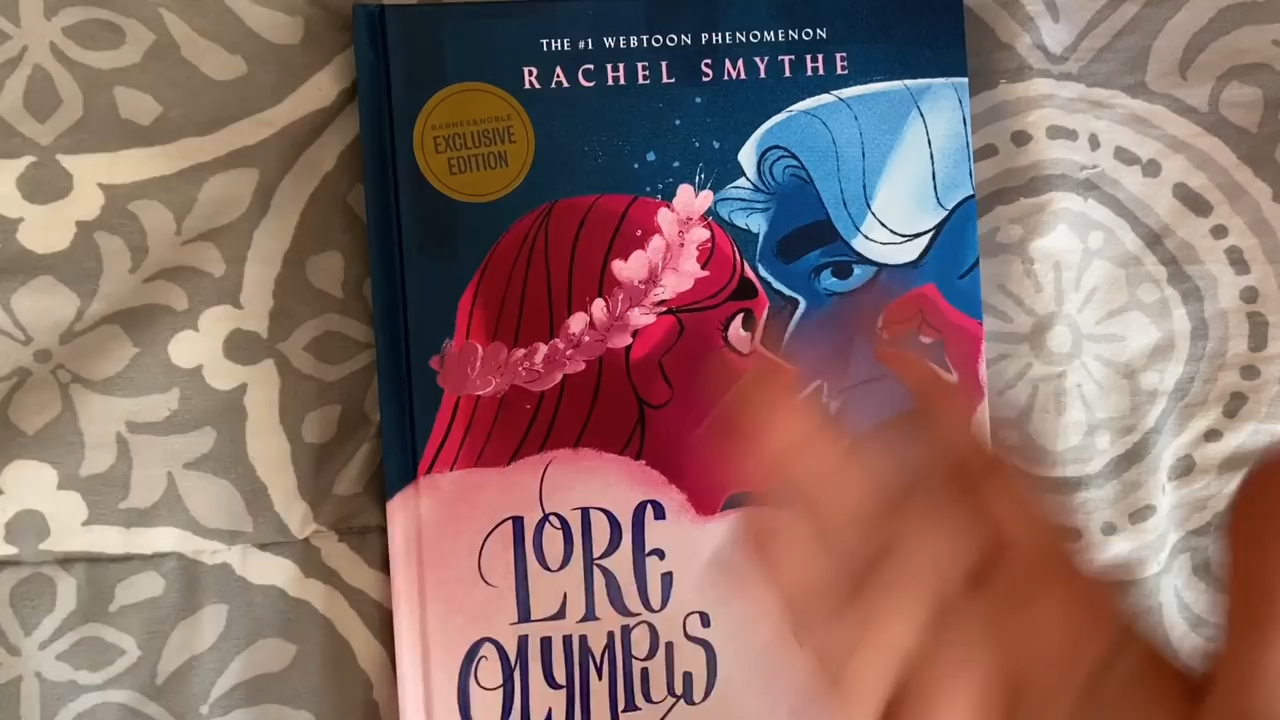 THE #1 WEBTOON PHENOMENON
RACHEL SMYTHE
BARNES & NOBLE
EXCLUSIVE
EDITION
LORE
OLYMPUS